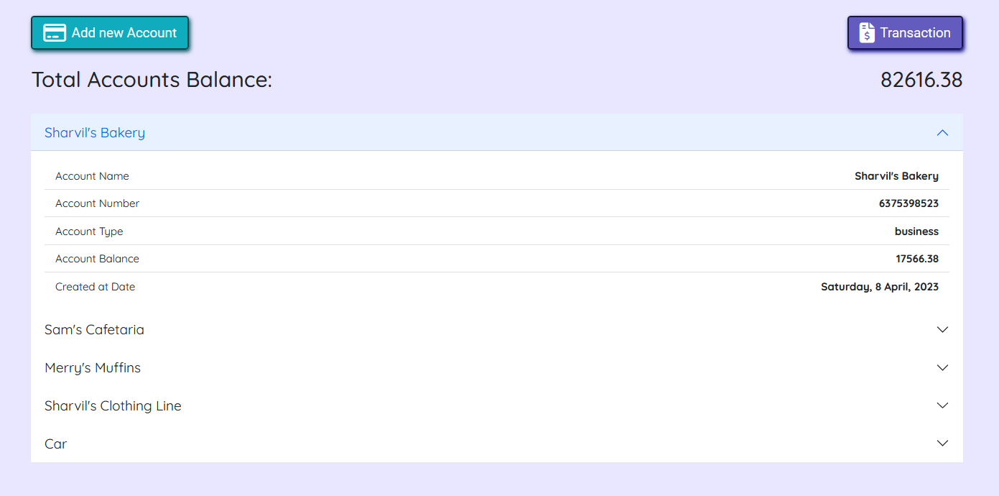 Add new Account
Transaction
Total Accounts Balance: 82616.38
Sharvil's Bakery
Account Name Sharvil's Bakery
Account Number 6375398523
Account Type business
Account Balance 17566.38
Created at Date Saturday, 8 April, 2023
Sam's Cafetaria
Merry's Muffins
Sharvil's Clothing Line
Car